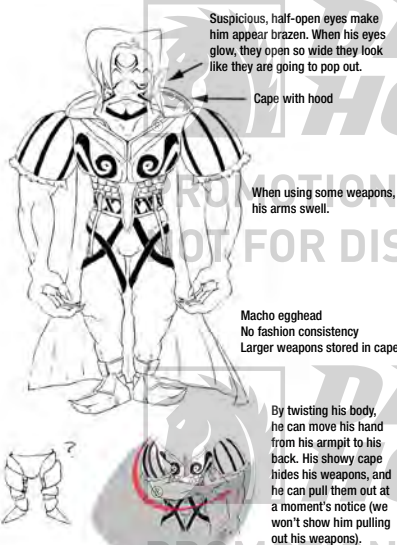 Suspicious, half-open eyes make
him appear brazen. When his eyes
glow, they open so wide they look
like they are going to pop out.
Cape with hood
When using some weapons,
his arms swell.
Macho egghead
No fashion consistency
Larger weapons stored in cape
?
By twisting his body,
he can move his hand
from his armpit to his
back. His showy cape
hides his weapons, and
he can pull them out at
a moment's notice (we
won't show him pulling
out his weapons).